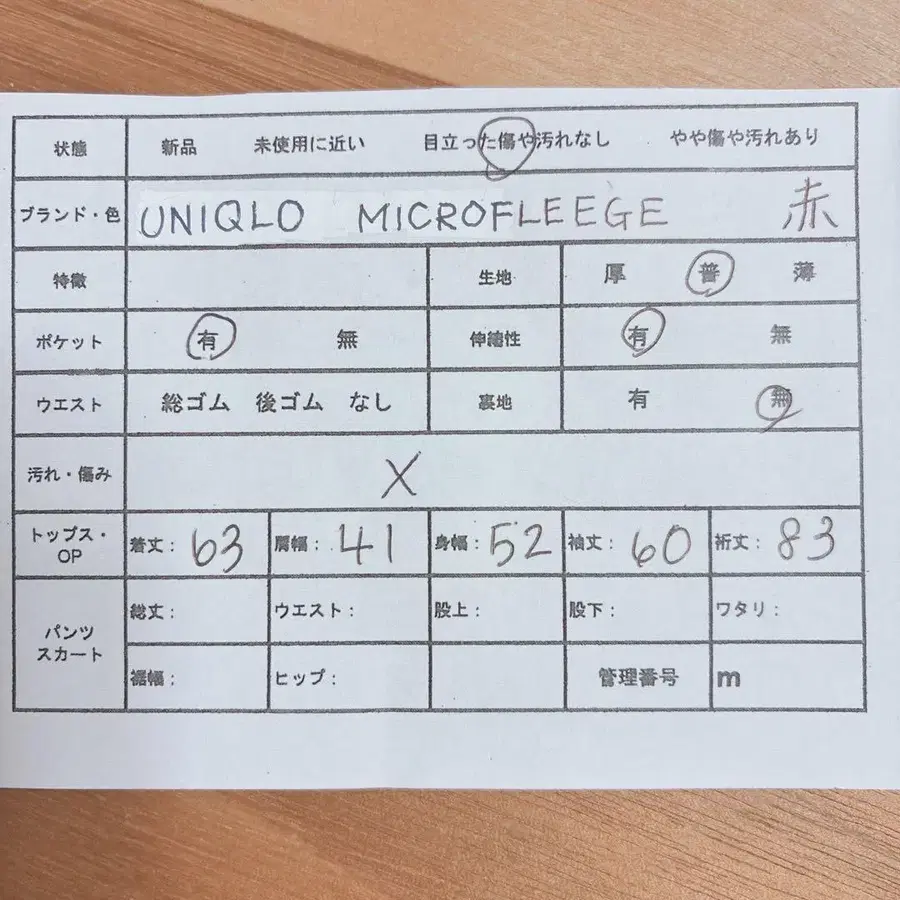 状態 新品 未使用に近い 目立った傷や汚れなし やや傷や汚れあり
ブランド・色 UNIQLO MICROFLEEGE 赤
特徴 生地 厚 普 薄
ポケット 有 無 伸縮性 有 無
ウエスト 総ゴム 後ゴム なし 裏地 有 無
汚れ・傷み X
トップス・OP 着丈: 63 肩幅: 41 身幅: 52 袖丈: 60 裄丈: 83
パンツ スカート 総丈: ウエスト: 股上: 股下: ワタリ:
裾幅: ヒップ: 管理番号 m